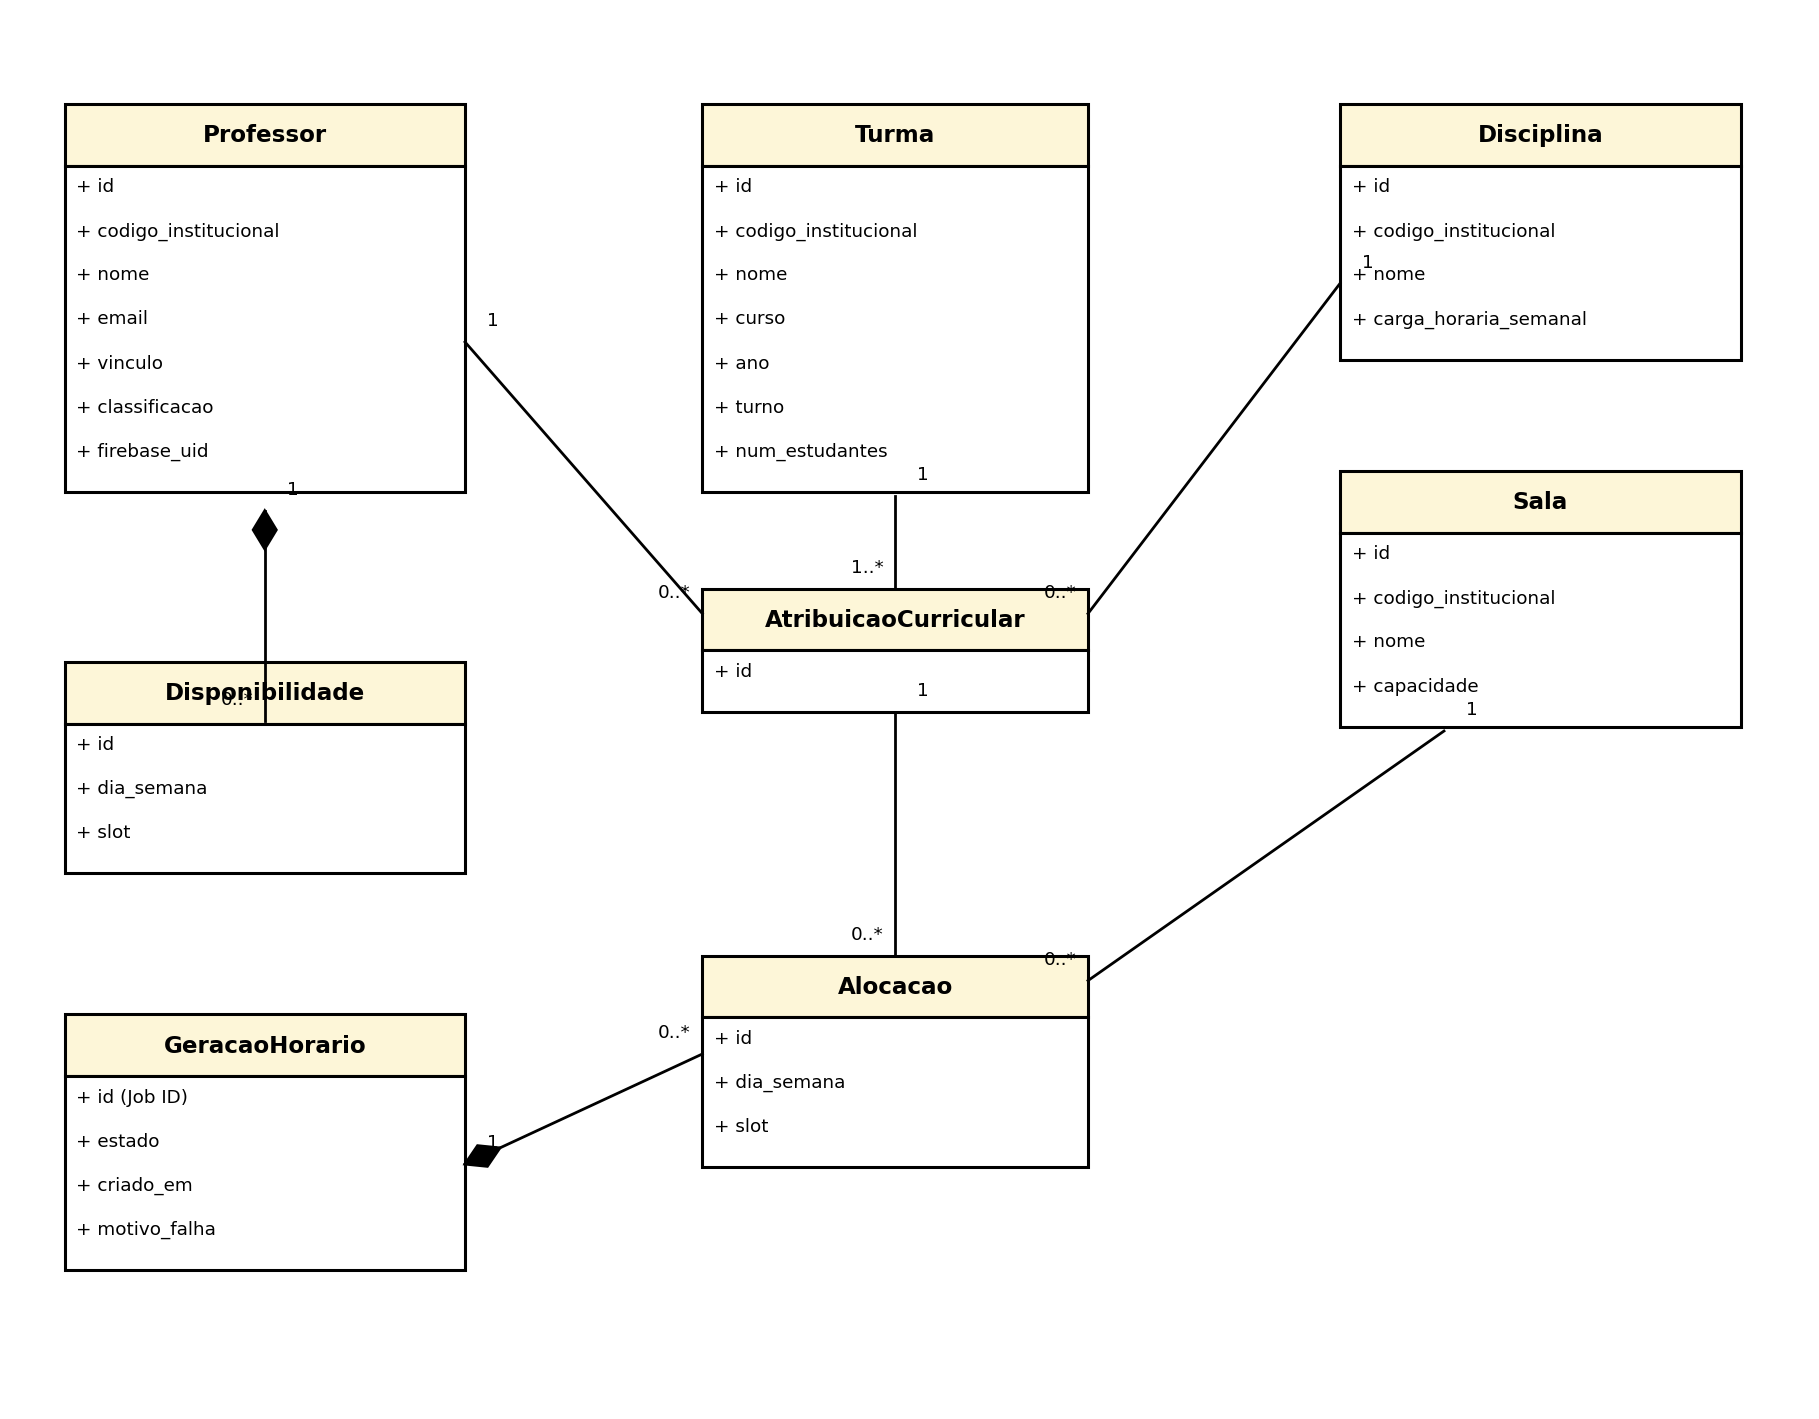 Professor
+ id
+ codigo_institucional
+ nome
+ email
+ vinculo
+ classificacao
+ firebase_uid
1
1
Turma
+ id
+ codigo_institucional
+ nome
+ curso
+ ano
+ turno
+ num_estudantes
1
1..*
Disciplina
+ id
+ codigo_institucional
1
+ nome
+ carga_horaria_semanal
0..*
0..*
AtribuicaoCurricular
+ id
1
Sala
+ id
+ codigo_institucional
+ nome
+ capacidade
1
Disponibilidade
0..*
+ id
+ dia_semana
+ slot
0..*
0..*
Alocacao
+ id
+ dia_semana
+ slot
0..*
1
GeracaoHorario
+ id (Job ID)
+ estado
+ criado_em
+ motivo_falha